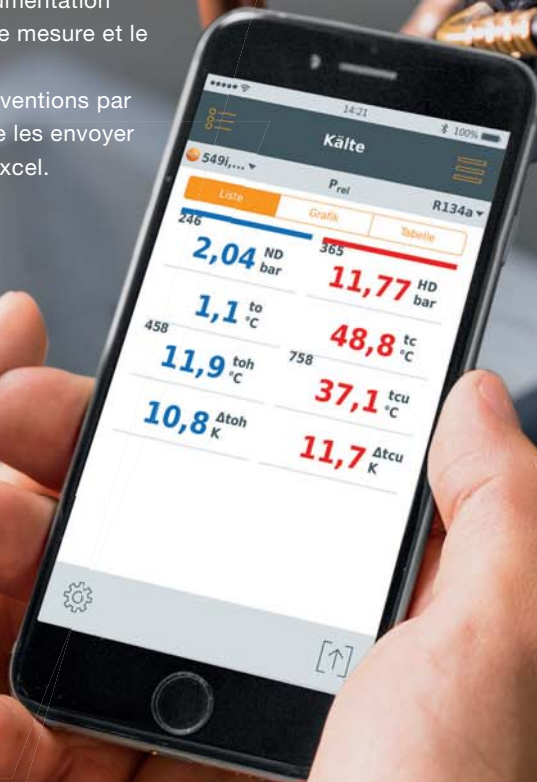 umentation
e mesure et le
ventions par
e les envoyer
xcel.
14:21
100%
Kälte
549i,...
Prel
R134a
Liste
Grafik
Tabelle
246
365
2,04 ND bar
11,77 HD bar
1,1 to °C
48,8 tc °C
458
758
11,9 toh °C
37,1 tcu °C
10,8 Δtoh K
11,7 Δtcu K